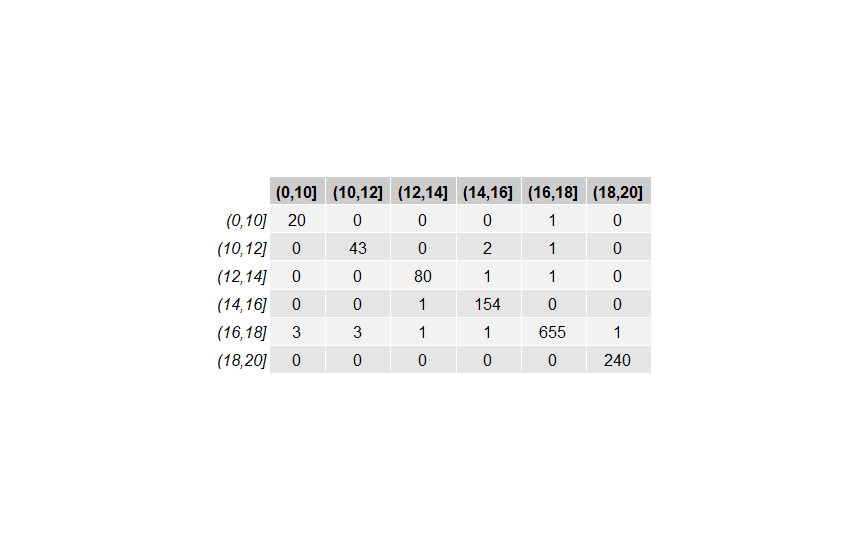 (0,10] (10,12] (12,14] (14,16] (16,18] (18,20]
(0,10] 20 0 0 0 1 0
(10,12] 0 43 0 2 1 0
(12,14] 0 0 80 1 1 0
(14,16] 0 0 1 154 0 0
(16,18] 3 3 1 1 655 1
(18,20] 0 0 0 0 0 240